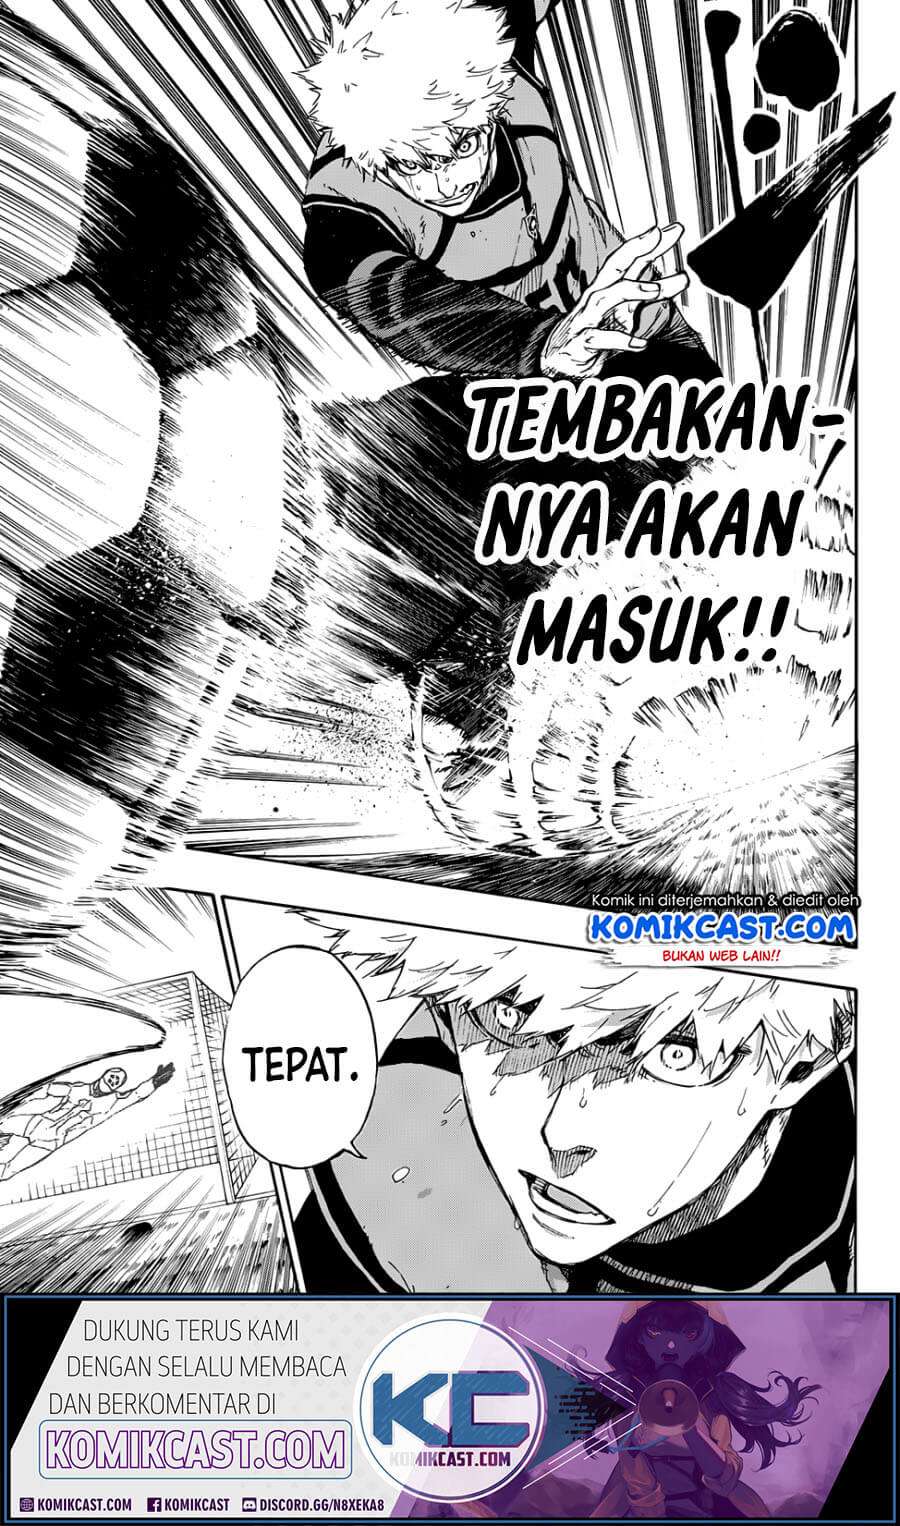 TEMBAKAN-
NYA AKAN
MASUK!!
Komik ini diterjemahkan & diedit oleh
KOMIKCAST.COM
BUKAN WEB LAIN!!
TEPAT.
DUKUNG TERUS KAMI
DENGAN SELALU MEMBACA
DAN BERKOMENTAR DI
KOMIKCAST.COM
KOMIKCAST.COM
KOMIKCAST
DISCORD.GG/N8XEKA8
KC
KOMIKCAST.COM